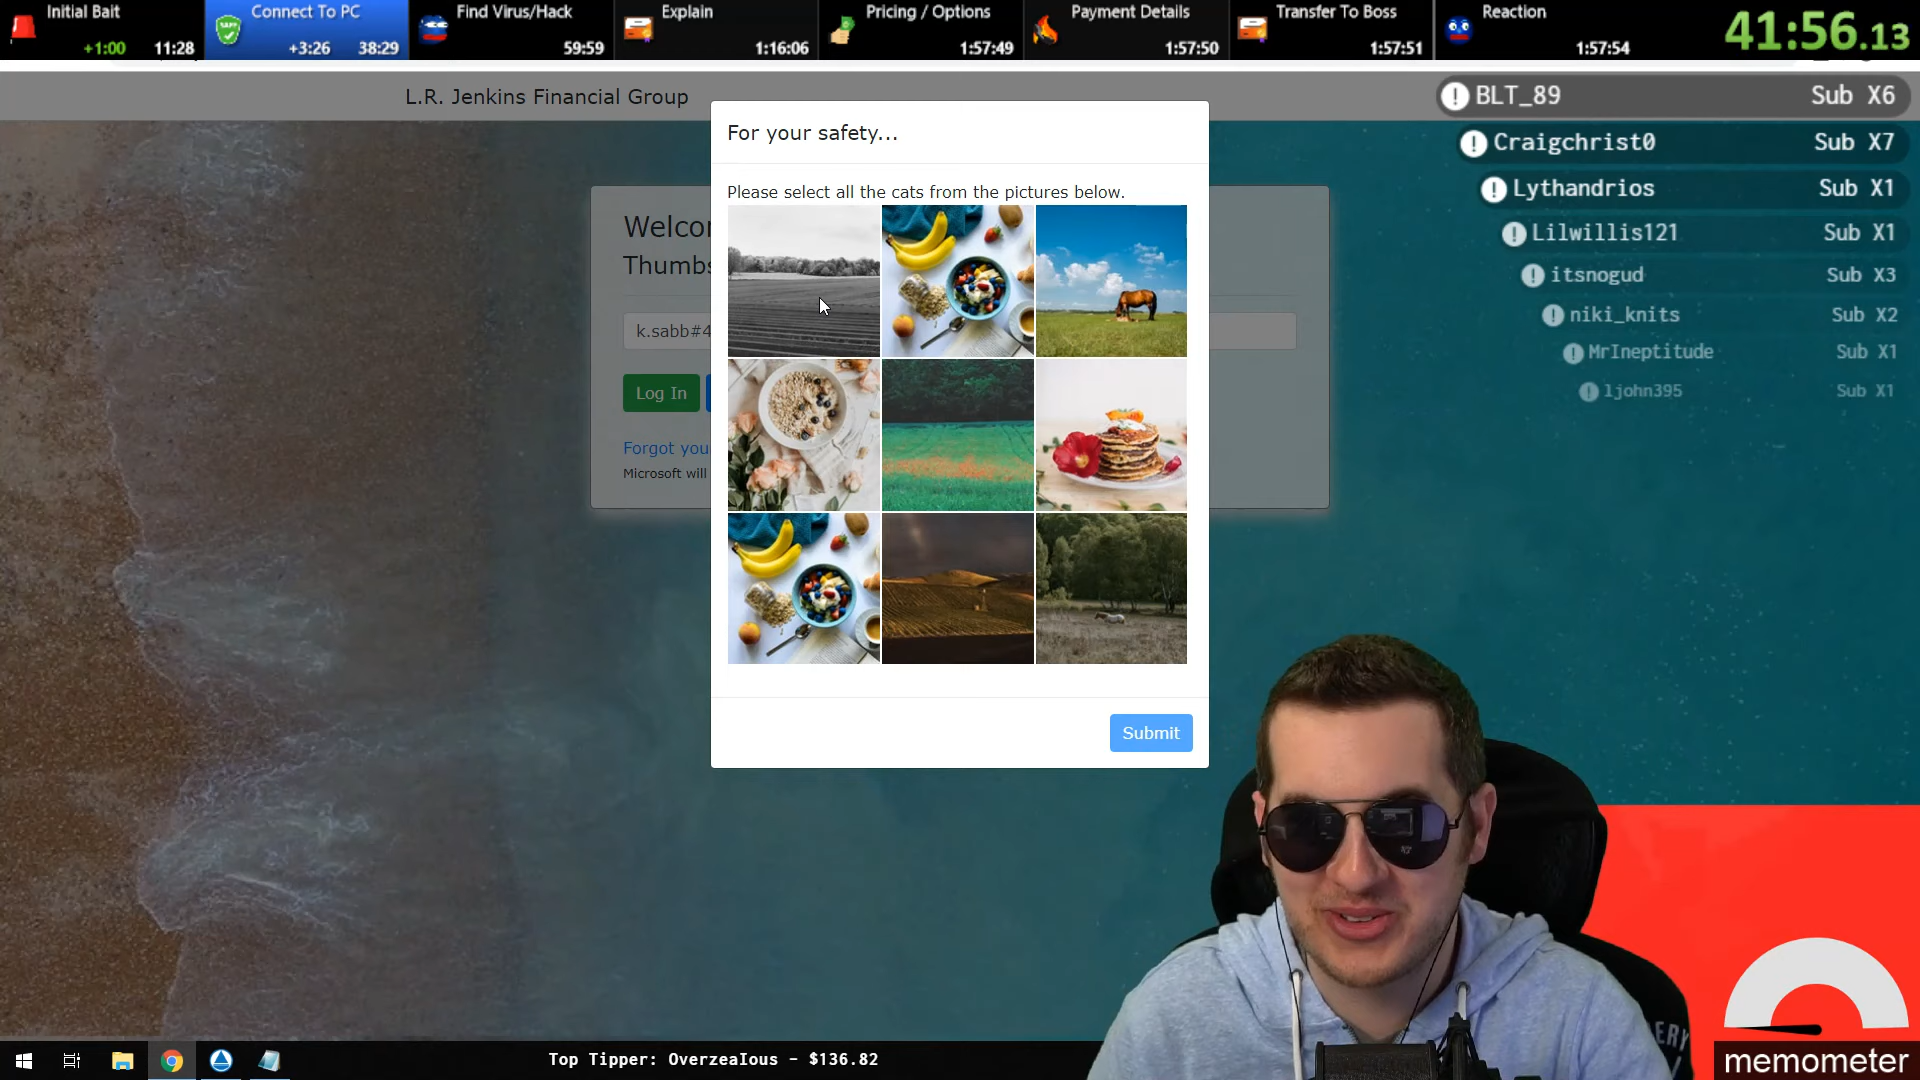 Initial Bait
+1:00 11:28
Connect To PC
+3:26 38:29
Find Virus/Hack
59:59
Explain
1:16:06
Pricing / Options
1:57:49
Payment Details
1:57:50
Transfer To Boss
1:57:51
Reaction
1:57:54
41:56.13
L.R. Jenkins Financial Group
For your safety...
Please select all the cats from the pictures below.
Submit
Welco
Thumbs
k.sabb#4
Log In
Forgot you
Microsoft will
BLT_89 Sub X6
Craigchrist0 Sub X7
Lythandrios Sub X1
Lilwillis121 Sub X1
itsnogud Sub X3
niki_knits Sub X2
MrIneptitude Sub X1
ljohn395 Sub X1
Top Tipper: Overzealous - $136.82
memometer